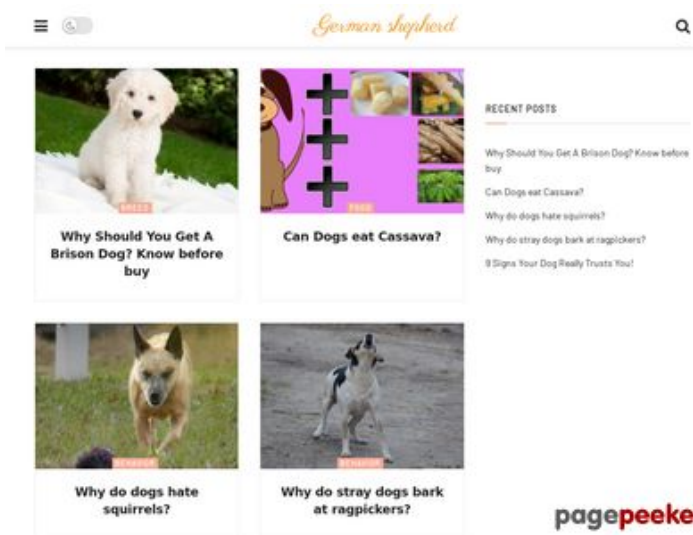 German shepherd
BREED
Why Should You Get A
Brison Dog? Know before
buy
FOOD
Can Dogs eat Cassava?
BEHAVIOR
Why do dogs hate
squirrels?
BEHAVIOR
Why do stray dogs bark
at ragpickers?
RECENT POSTS
Why Should You Get A Brison Dog? Know before
buy
Can Dogs eat Cassava?
Why do dogs hate squirrels?
Why do stray dogs bark at ragpickers?
9 Signs Your Dog Really Trusts You!
pagepeeke